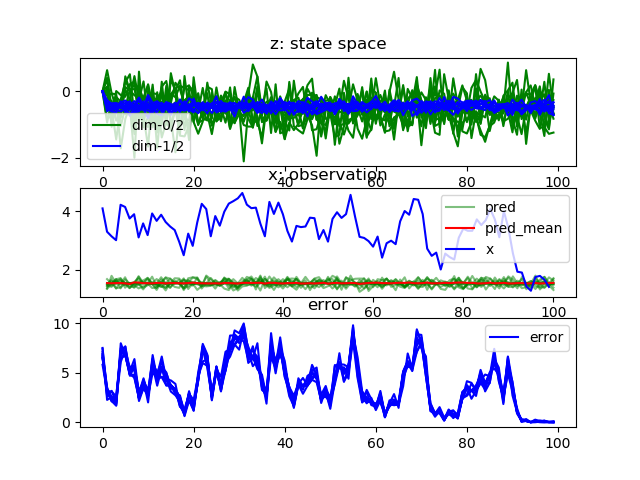 z: state space
0
−2
dim-0/2
dim-1/2
0 20 40 60 80 100
x: observation
4
2
pred
pred_mean
x
0 20 40 60 80 100
error
10
5
0
error
0 20 40 60 80 100